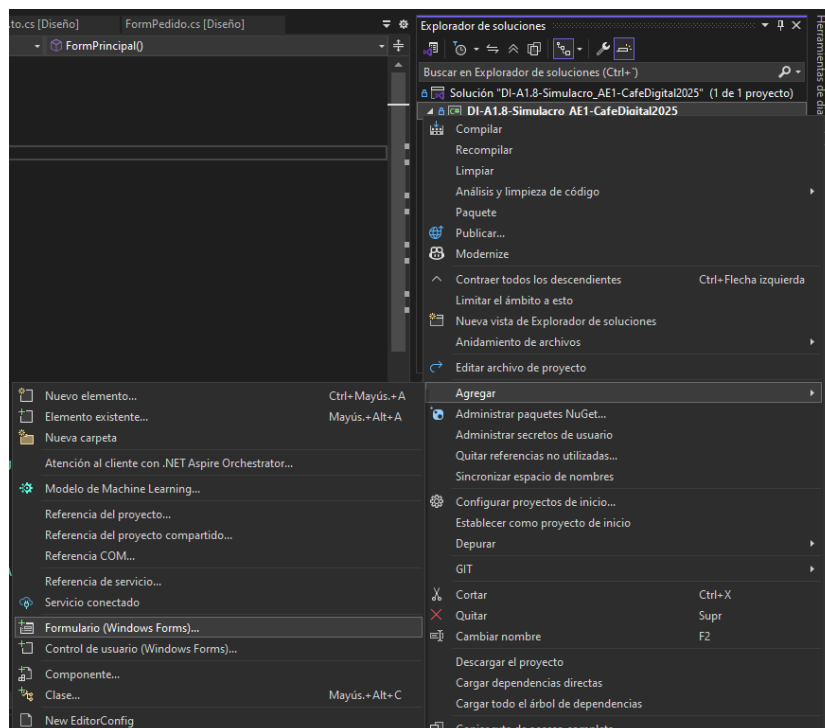 .to.cs [Diseño] FormPedido.cs [Diseño]
FormPrincipal()
Explorador de soluciones
Buscar en Explorador de soluciones (Ctrl+¨)
Solución "DI-A1.8-Simulacro_AE1-CafeDigital2025" (1 de 1 proyecto)
C# DI-A1.8-Simulacro AE1-CafeDigital2025
Herramientas de dia
Compilar
Recompilar
Limpiar
Análisis y limpieza de código
Paquete
Publicar...
Modernize
Contraer todos los descendientes Ctrl+Flecha izquierda
Limitar el ámbito a esto
Nueva vista de Explorador de soluciones
Anidamiento de archivos
Editar archivo de proyecto
Agregar
Administrar paquetes NuGet...
Administrar secretos de usuario
Quitar referencias no utilizadas...
Sincronizar espacio de nombres
Configurar proyectos de inicio...
Establecer como proyecto de inicio
Depurar
GIT
Cortar Ctrl+X
Quitar Supr
Cambiar nombre F2
Descargar el proyecto
Cargar dependencias directas
Cargar todo el árbol de dependencias
Nuevo elemento... Ctrl+Mayús.+A
Elemento existente... Mayús.+Alt+A
Nueva carpeta
Atención al cliente con .NET Aspire Orchestrator...
Modelo de Machine Learning...
Referencia del proyecto...
Referencia del proyecto compartido...
Referencia COM...
Referencia de servicio...
Servicio conectado
Formulario (Windows Forms)...
Control de usuario (Windows Forms)...
Componente...
Clase... Mayús.+Alt+C
New EditorConfig